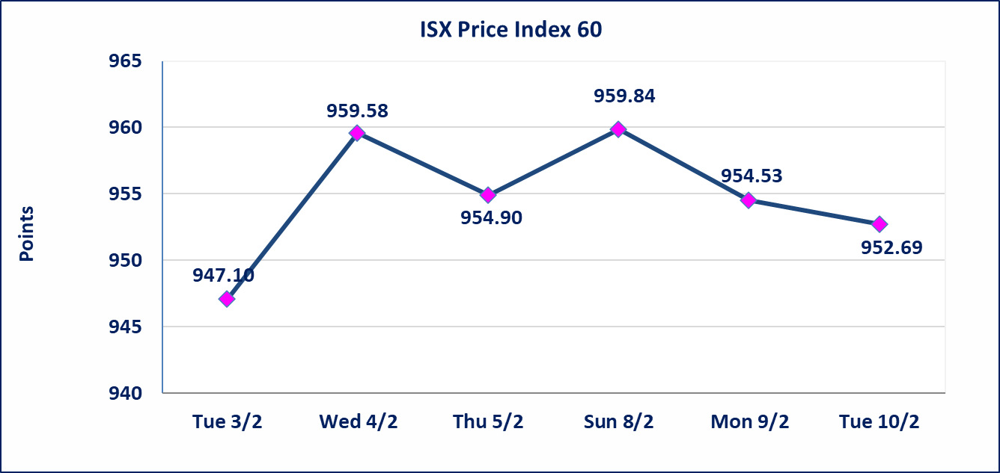 ISX Price Index 60
965
960
955
950
945
940
Points
947.10
959.58
954.90
959.84
954.53
952.69
Tue 3/2
Wed 4/2
Thu 5/2
Sun 8/2
Mon 9/2
Tue 10/2